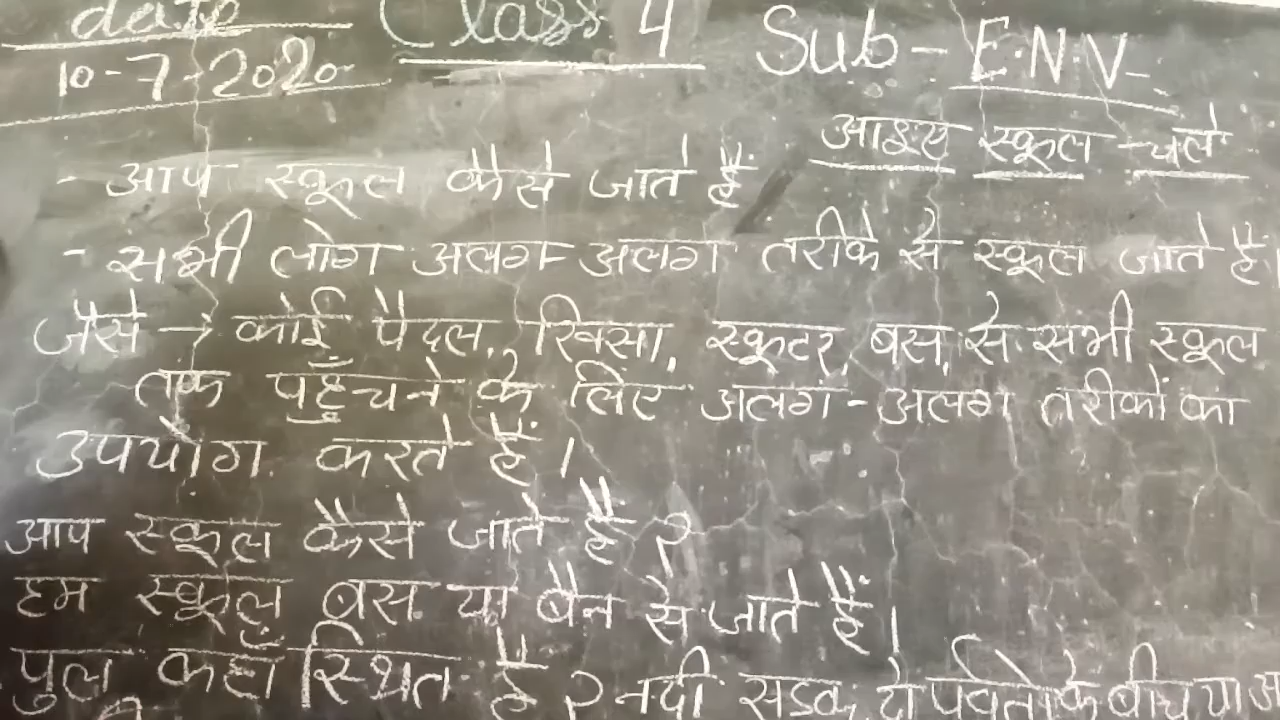 date Class 4 Sub- E.N.V-
10-7-2020
आइए स्कूल चले
- आप स्कूल कैसे जाते हैं
- सभी लोग अलग-अलग तरीके से स्कूल जाते है।
जैसे → कोई पैदल, रिक्सा, स्कूटर, बस, से सभी स्कूल
तक पहुँचने के लिए अलग-अलग तरीकों का
उपयोग करते हैं।
आप स्कूल कैसे जाते हैं ?
हम स्कूल बस या बैन से जाते हैं।
पुल कहाँ स्थित है ? नदी सडक, दो पर्वतो के बीच या